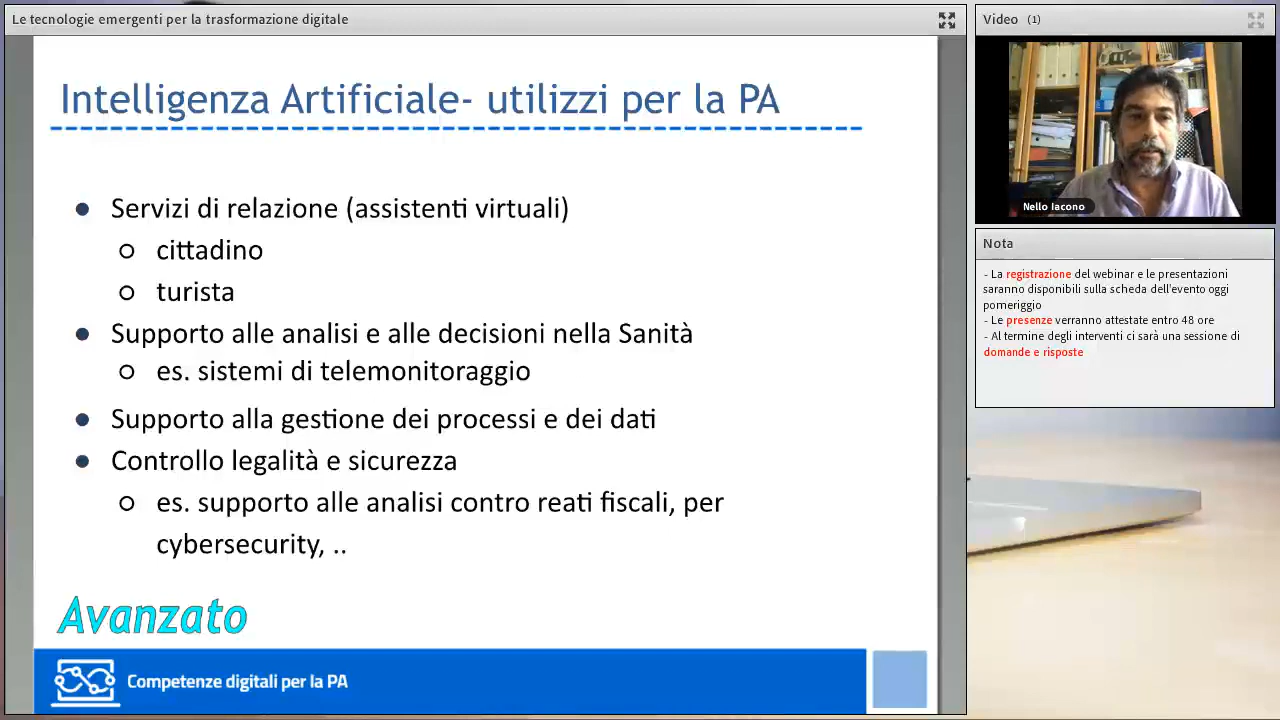 Le tecnologie emergenti per la trasformazione digitale
Intelligenza Artificiale- utilizzi per la PA
● Servizi di relazione (assistenti virtuali)
○ cittadino
○ turista
● Supporto alle analisi e alle decisioni nella Sanità
○ es. sistemi di telemonitoraggio
● Supporto alla gestione dei processi e dei dati
● Controllo legalità e sicurezza
○ es. supporto alle analisi contro reati fiscali, per
cybersecurity, ..
Avanzato
Competenze digitali per la PA
Video (1)
Nello Iacono
Nota
- La registrazione del webinar e le presentazioni
saranno disponibili sulla scheda dell'evento oggi
pomeriggio
- Le presenze verranno attestate entro 48 ore
- Al termine degli interventi ci sarà una sessione di
domande e risposte